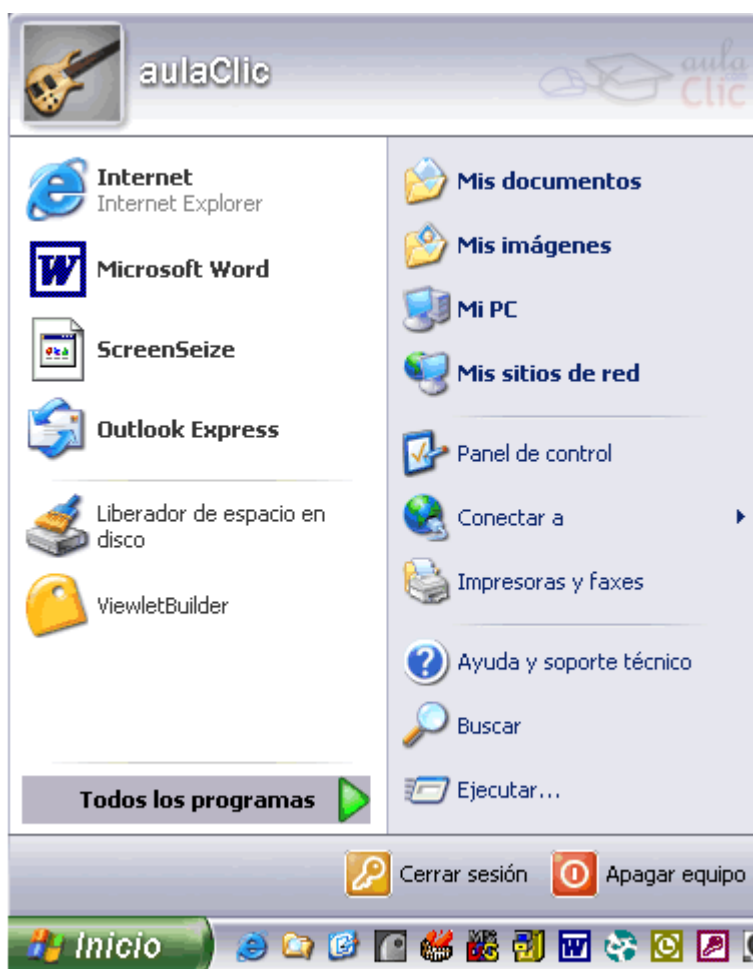 aulaClic
aula
Clic
Internet
Internet Explorer
Microsoft Word
ScreenSeize
Outlook Express
Liberador de espacio en
disco
ViewletBuilder
Todos los programas
Mis documentos
Mis imágenes
Mi PC
Mis sitios de red
Panel de control
Conectar a
Impresoras y faxes
Ayuda y soporte técnico
Buscar
Ejecutar...
Cerrar sesión
Apagar equipo
Inicio